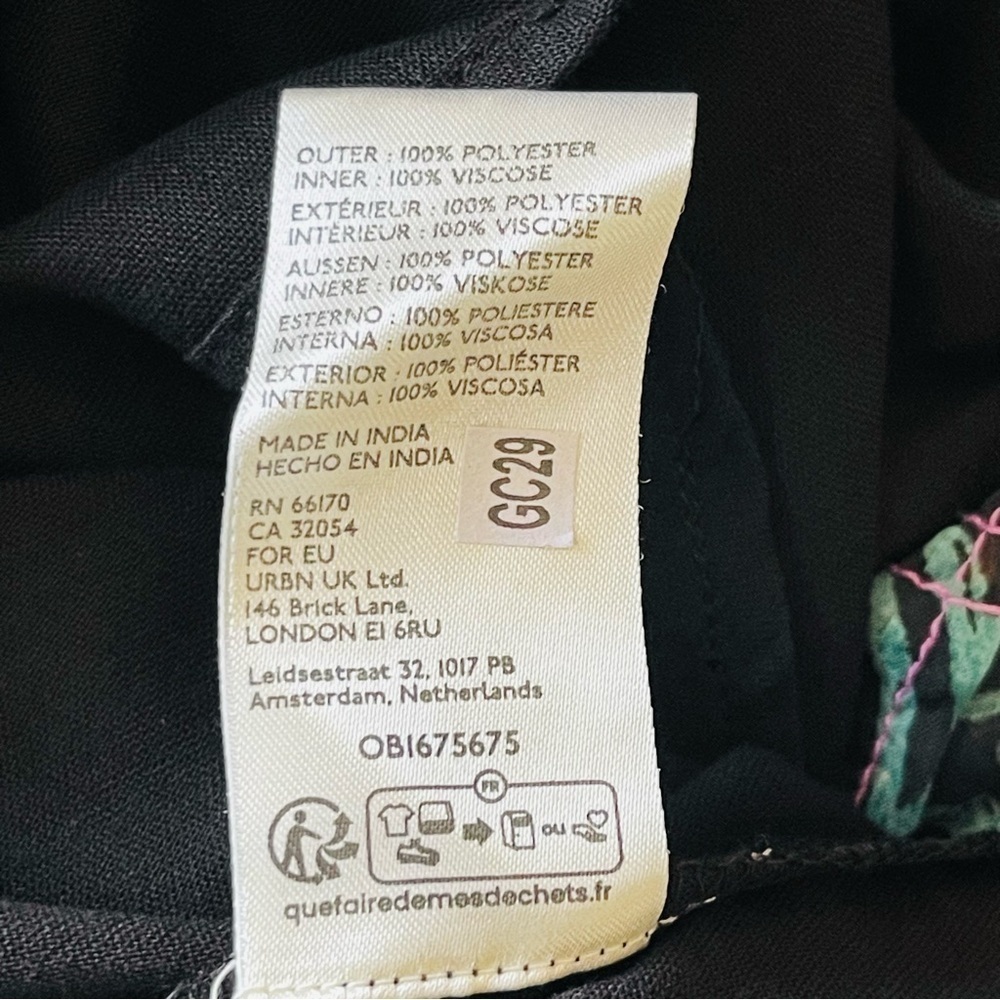 OUTER : 100% POLYESTER
INNER : 100% VISCOSE
EXTÉRIEUR : 100% POLYESTER
INTÈRIEUR : 100% VISCOSE
AUSSEN : 100% POLYESTER
INNERE : 100% VISKOSE
ESTERNO : 100% POLIESTERE
INTERNA : 100% VISCOSA
EXTERIOR : 100% POLIÉSTER
INTERNA : 100% VISCOSA
MADE IN INDIA
HECHO EN INDIA
GC29
RN 66170
CA 32054
FOR EU
URBN UK Ltd.
146 Brick Lane,
LONDON E1 6RU
Leidsestraat 32, 1017 PB
Amsterdam, Netherlands
OB1675675
FR
OU
quefairedemesdechets.fr